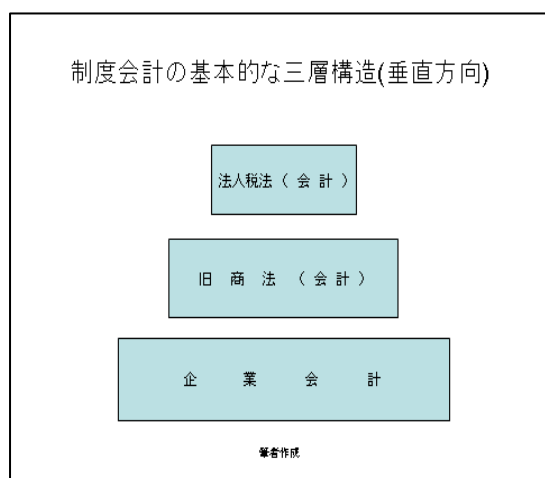 制度会計の基本的な三層構造(垂直方向)
法人税法（会計）
旧商法（会計）
企業会計
筆者作成